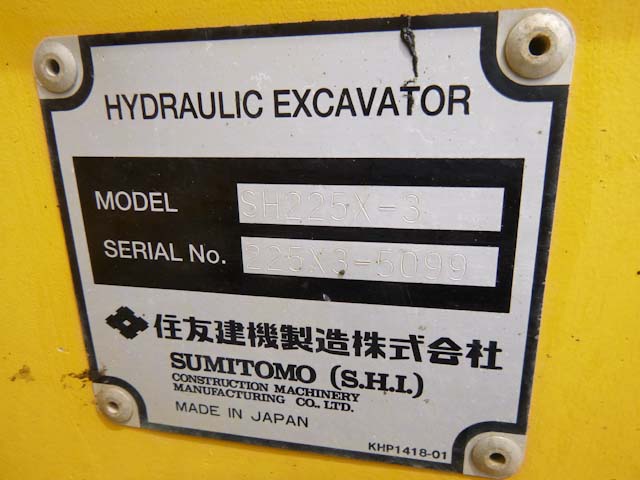 HYDRAULIC EXCAVATOR
MODEL SH225X-3
SERIAL No. 225X3-5099
住友建機製造株式会社
SUMITOMO (S.H.I.)
CONSTRUCTION MACHINERY
MANUFACTURING CO., LTD.
MADE IN JAPAN
KHP1418-01